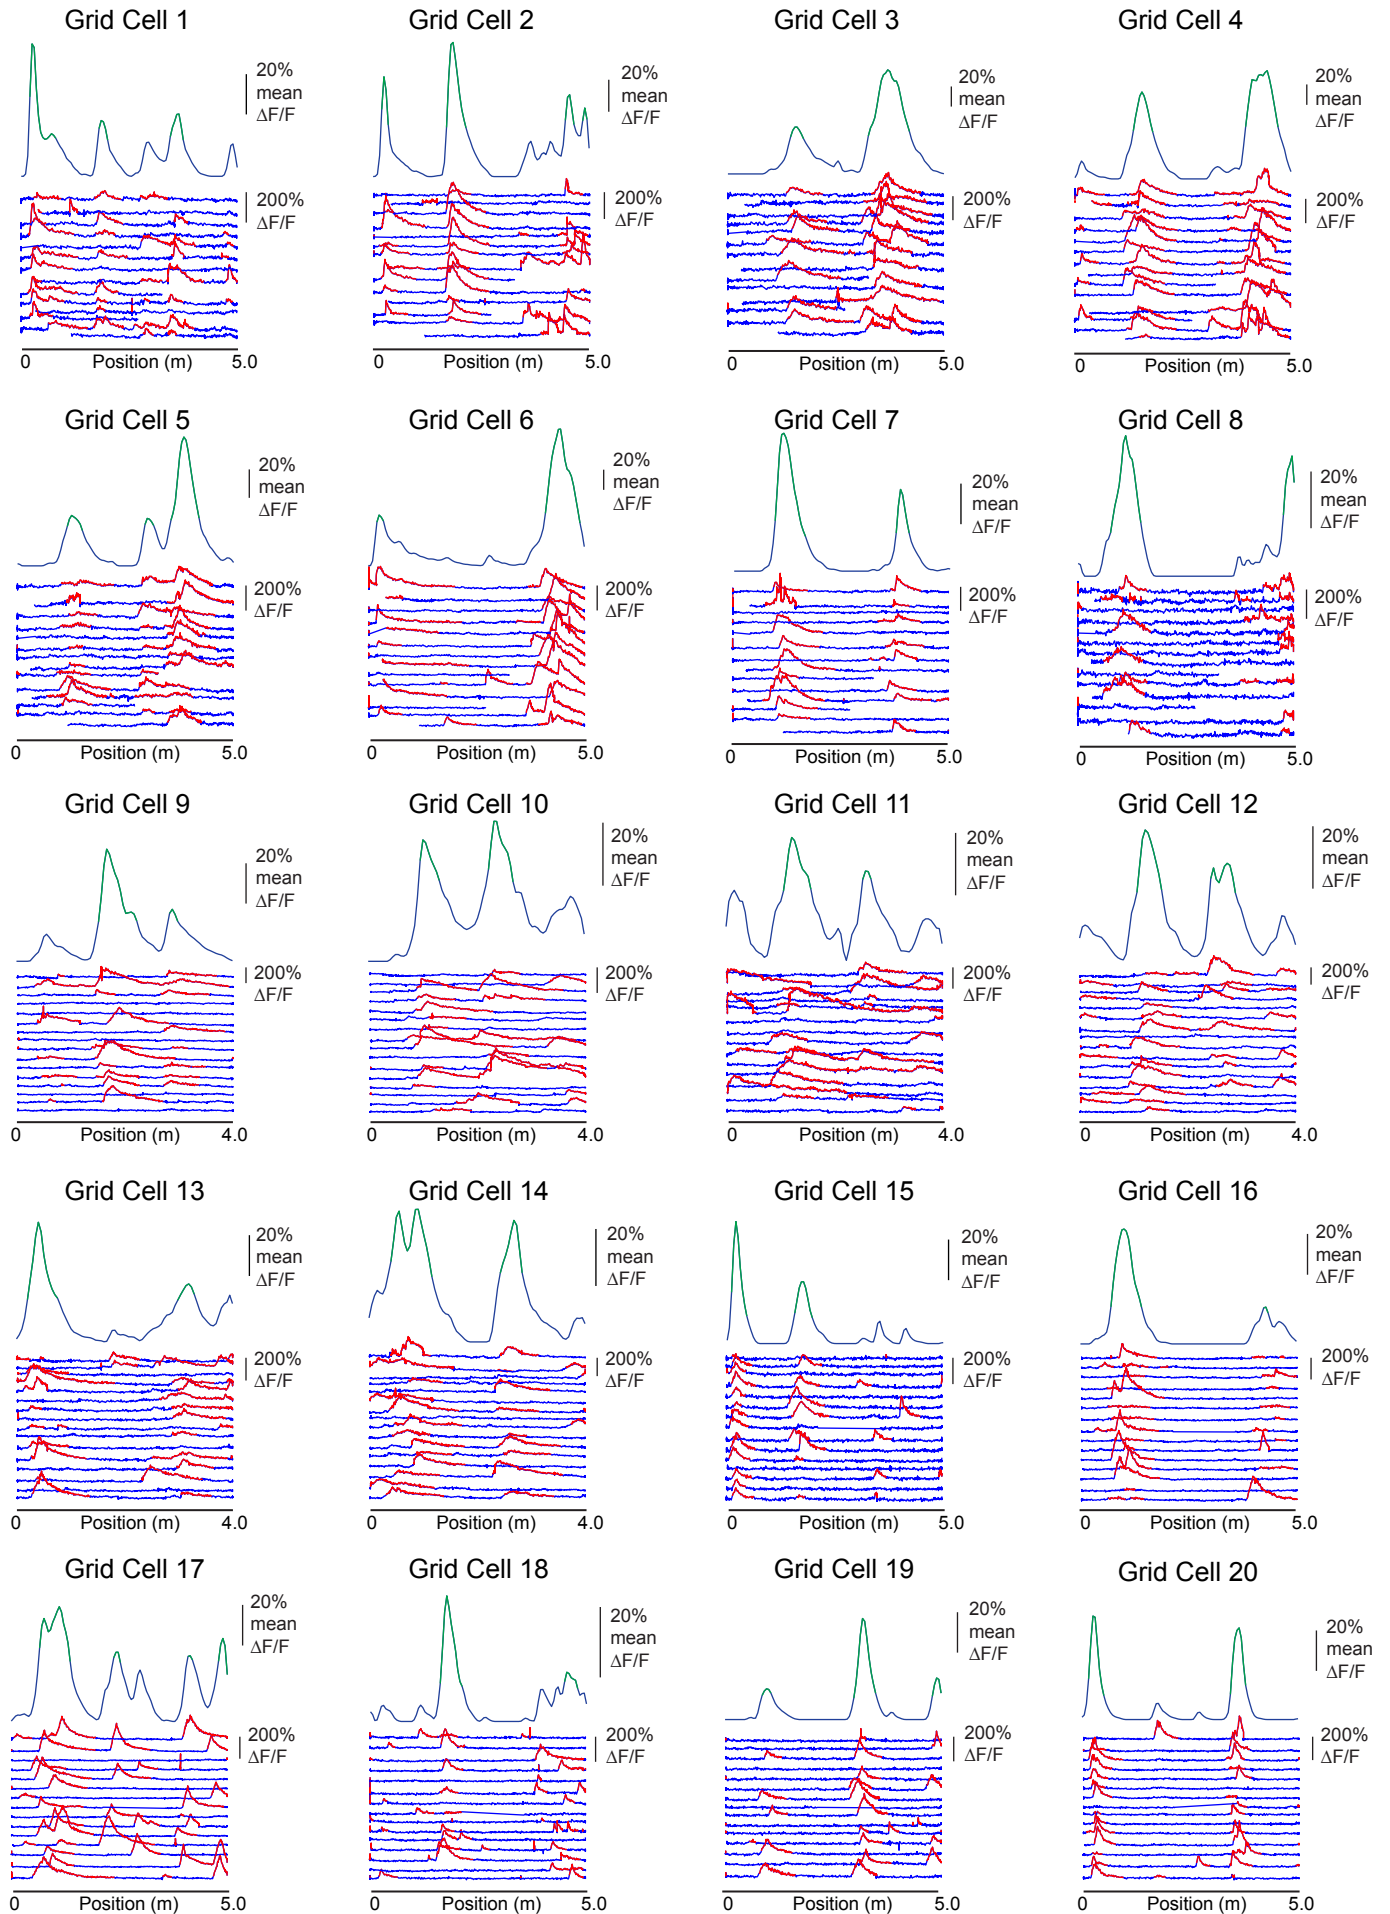 Grid Cell 1
20%
mean
ΔF/F
200%
ΔF/F
0 Position (m) 5.0
Grid Cell 2
20%
mean
ΔF/F
200%
ΔF/F
0 Position (m) 5.0
Grid Cell 3
20%
mean
ΔF/F
200%
ΔF/F
0 Position (m) 5.0
Grid Cell 4
20%
mean
ΔF/F
200%
ΔF/F
0 Position (m) 5.0
Grid Cell 5
20%
mean
ΔF/F
200%
ΔF/F
0 Position (m) 5.0
Grid Cell 6
20%
mean
ΔF/F
200%
ΔF/F
0 Position (m) 5.0
Grid Cell 7
20%
mean
ΔF/F
200%
ΔF/F
0 Position (m) 5.0
Grid Cell 8
20%
mean
ΔF/F
200%
ΔF/F
0 Position (m) 5.0
Grid Cell 9
20%
mean
ΔF/F
200%
ΔF/F
0 Position (m) 4.0
Grid Cell 10
20%
mean
ΔF/F
200%
ΔF/F
0 Position (m) 4.0
Grid Cell 11
20%
mean
ΔF/F
200%
ΔF/F
0 Position (m) 4.0
Grid Cell 12
20%
mean
ΔF/F
200%
ΔF/F
0 Position (m) 4.0
Grid Cell 13
20%
mean
ΔF/F
200%
ΔF/F
0 Position (m) 4.0
Grid Cell 14
20%
mean
ΔF/F
200%
ΔF/F
0 Position (m) 4.0
Grid Cell 15
20%
mean
ΔF/F
200%
ΔF/F
0 Position (m) 5.0
Grid Cell 16
20%
mean
ΔF/F
200%
ΔF/F
0 Position (m) 5.0
Grid Cell 17
20%
mean
ΔF/F
200%
ΔF/F
0 Position (m) 5.0
Grid Cell 18
20%
mean
ΔF/F
200%
ΔF/F
0 Position (m) 5.0
Grid Cell 19
20%
mean
ΔF/F
200%
ΔF/F
0 Position (m) 5.0
Grid Cell 20
20%
mean
ΔF/F
200%
ΔF/F
0 Position (m) 5.0